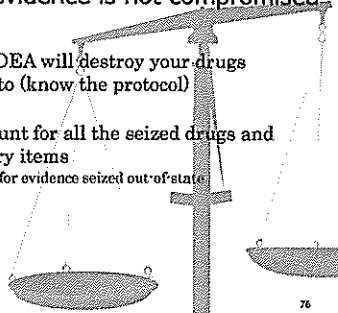 evidence is not compromised
DEA will destroy your drugs
to (know the protocol)
unt for all the seized drugs and
ry items
for evidence seized out-of-state
76